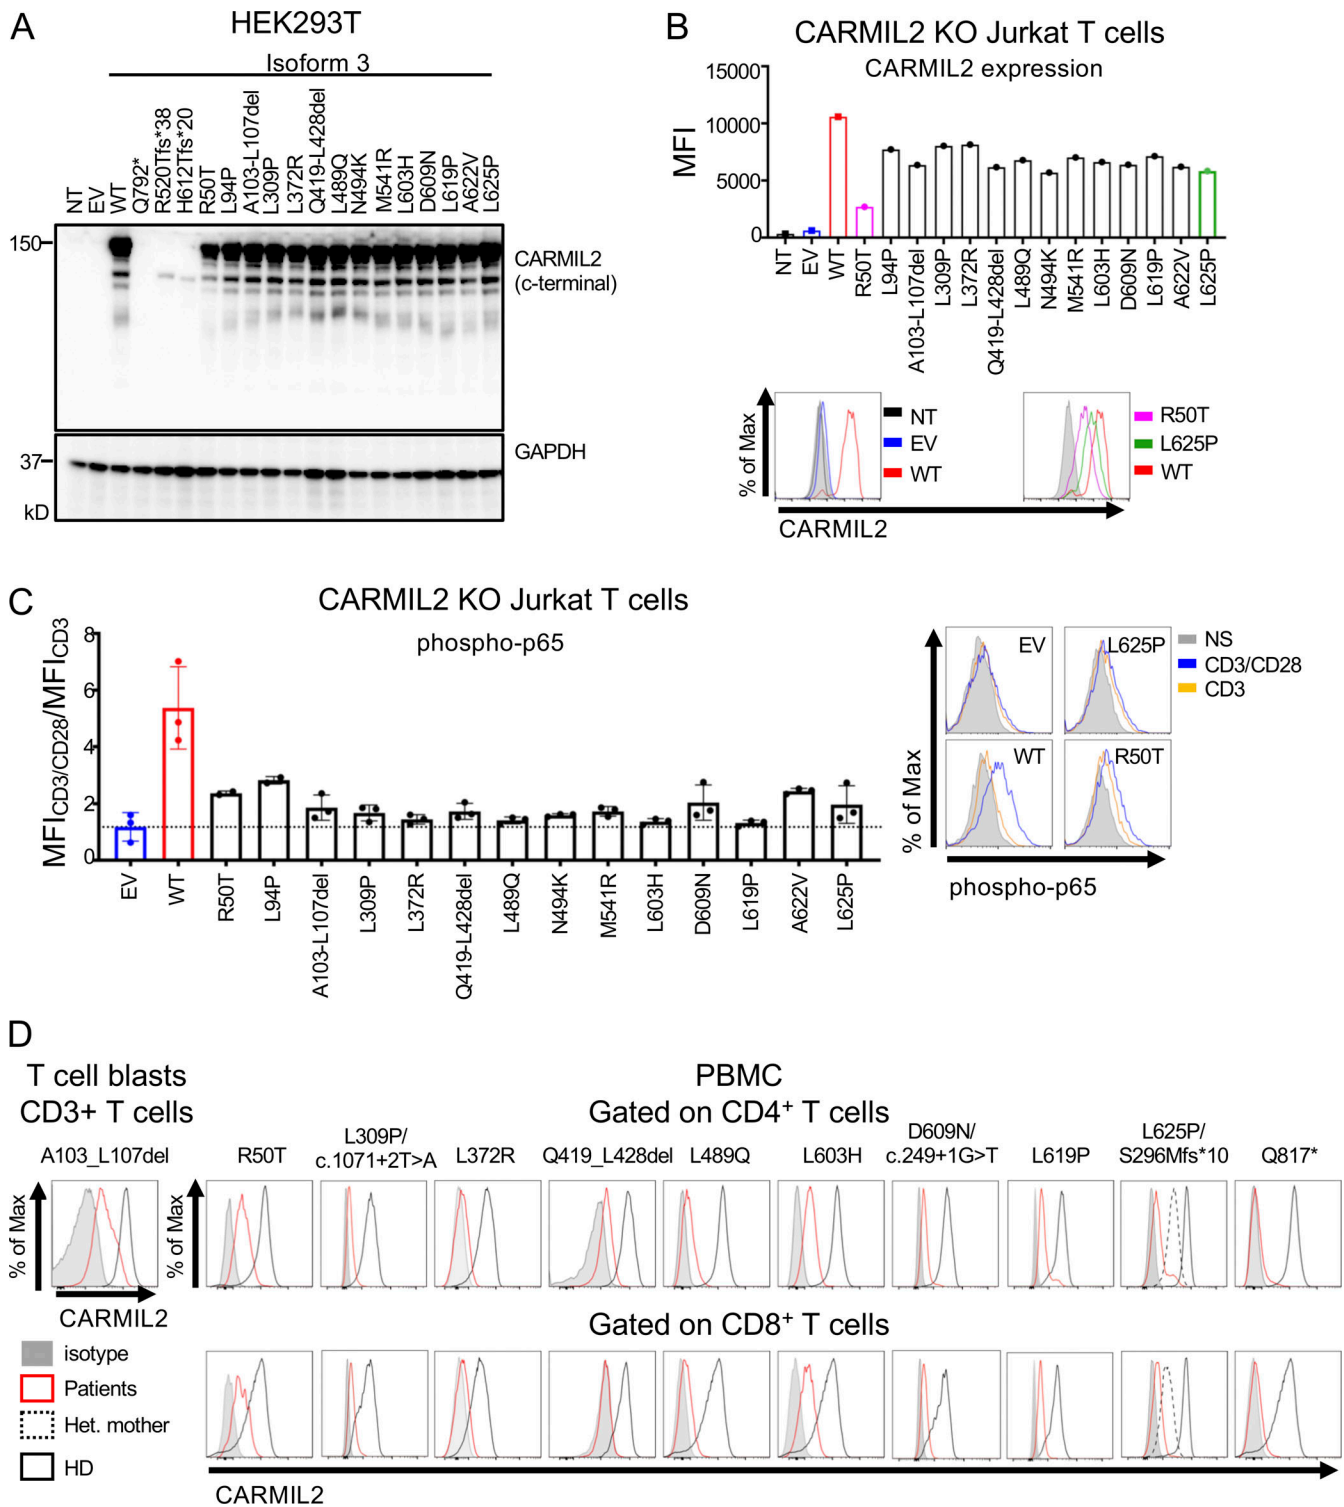 A
HEK293T
Isoform 3
NT
EV
WT
Q792*
R520Tfs*38
H612Tfs*20
R50T
L94P
A103-L107del
L309P
L372R
Q419-L428del
L489Q
N494K
M541R
L603H
D609N
L619P
A622V
L625P
150
CARMIL2
(c-terminal)
37
GAPDH
kD
B
CARMIL2 KO Jurkat T cells
CARMIL2 expression
MFI
15000
10000
5000
0
NT
EV
WT
R50T
L94P
A103-L107del
L309P
L372R
Q419-L428del
L489Q
N494K
M541R
L603H
D609N
L619P
A622V
L625P
% of Max
NT
EV
WT
R50T
L625P
WT
CARMIL2
C
CARMIL2 KO Jurkat T cells
phospho-p65
MFICD3/CD28/MFICD3
8
6
4
2
0
EV
WT
R50T
L94P
A103-L107del
L309P
L372R
Q419-L428del
L489Q
N494K
M541R
L603H
D609N
L619P
A622V
L625P
% of Max
EV
L625P
WT
R50T
NS
CD3/CD28
CD3
phospho-p65
D
T cell blasts
CD3+ T cells
PBMC
Gated on CD4+ T cells
A103_L107del
R50T
L309P/
c.1071+2T>A
L372R
Q419_L428del
L489Q
L603H
D609N/
c.249+1G>T
L619P
L625P/
S296Mfs*10
Q817*
% of Max
% of Max
CARMIL2
Gated on CD8+ T cells
isotype
Patients
Het. mother
HD
CARMIL2